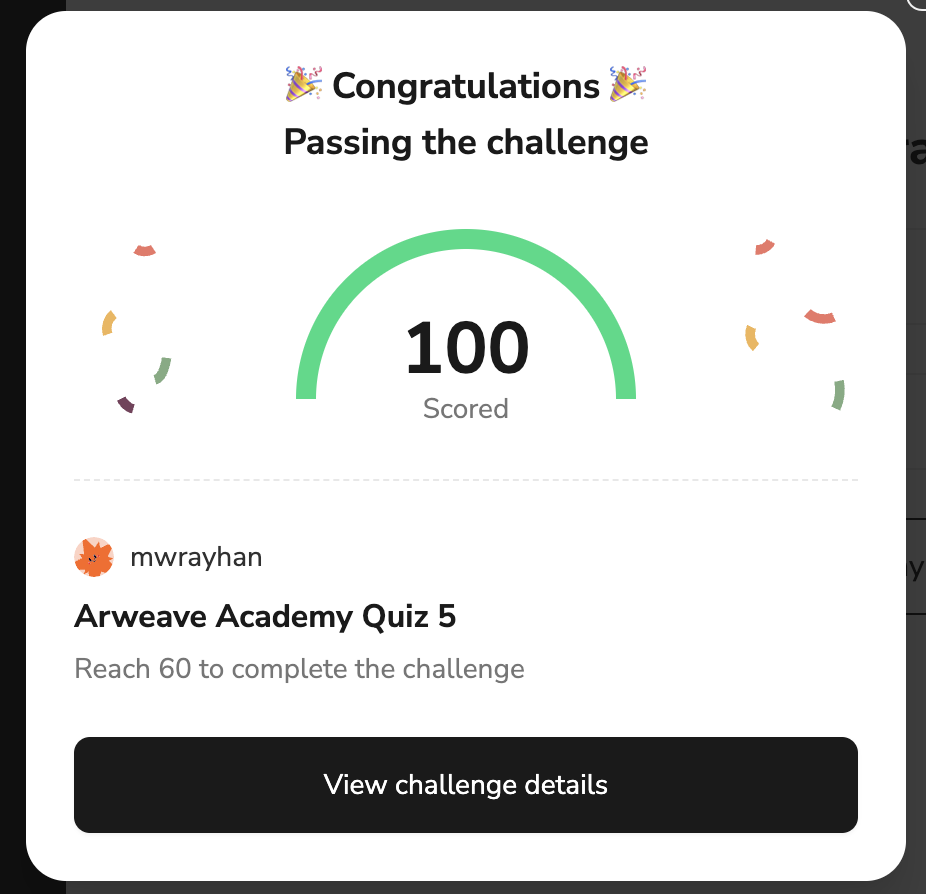 🎉 Congratulations 🎉
Passing the challenge
100
Scored
mwrayhan
Arweave Academy Quiz 5
Reach 60 to complete the challenge
View challenge details